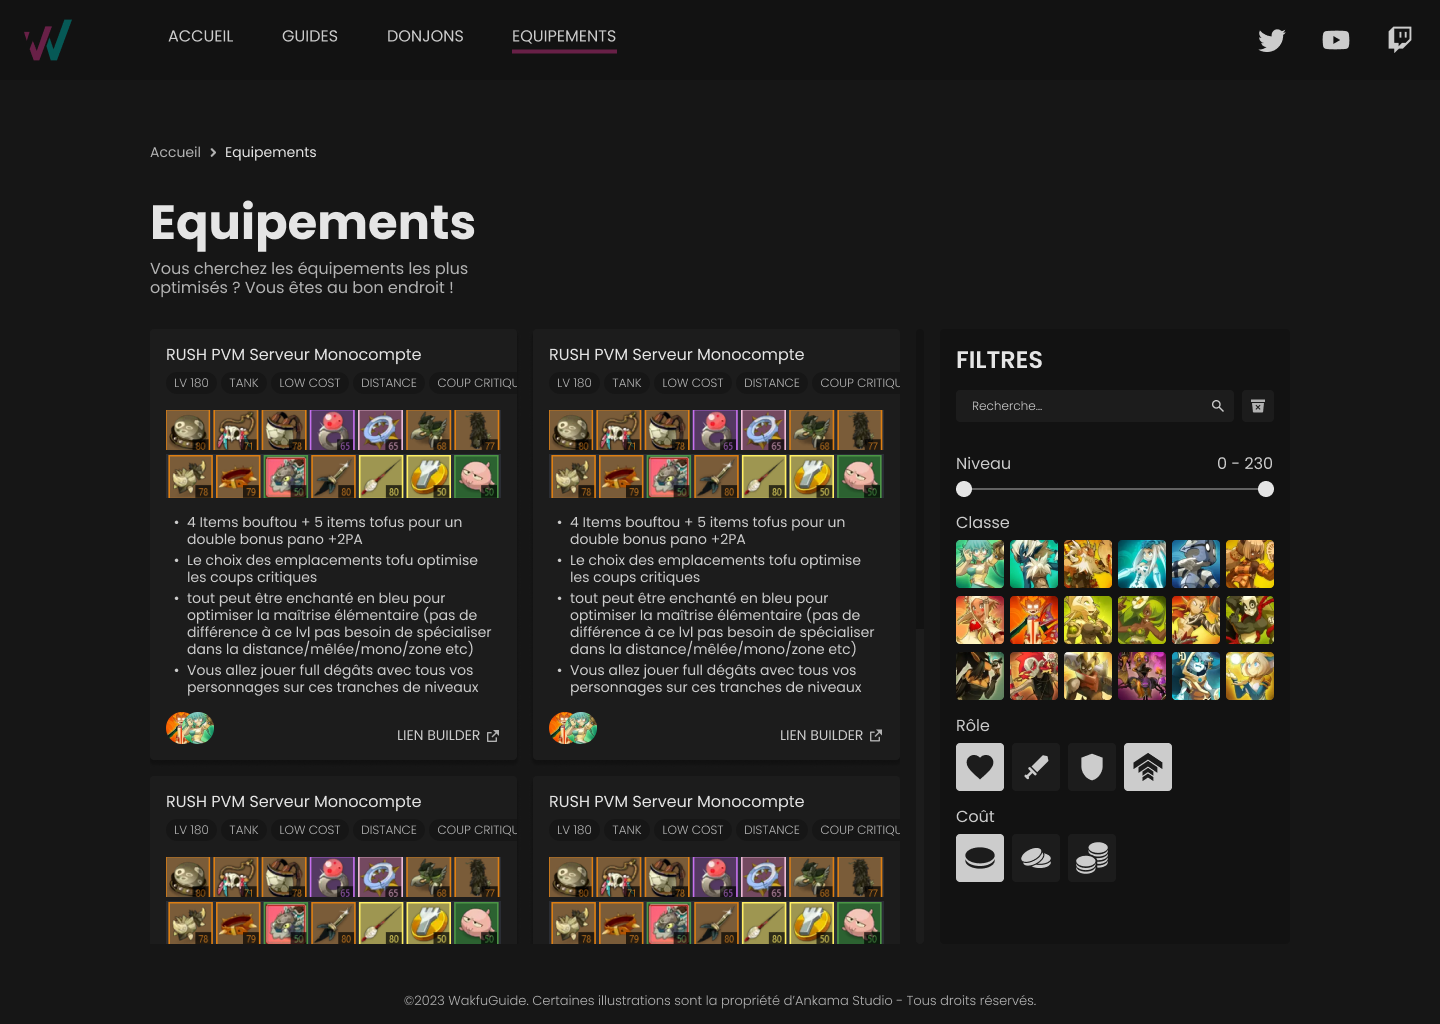 ACCUEIL GUIDES DONJONS EQUIPEMENTS
Accueil Equipements
Equipements
Vous cherchez les équipements les plus
optimisés ? Vous êtes au bon endroit !
RUSH PVM Serveur Monocompte
LV 180 TANK LOW COST DISTANCE COUP CRITIQU
80 71 78 65 65 68 77
78 79 50 80 80 50 50
• 4 Items bouftou + 5 items tofus pour un
double bonus pano +2PA
• Le choix des emplacements tofu optimise
les coups critiques
• tout peut être enchanté en bleu pour
optimiser la maîtrise élémentaire (pas de
différence à ce lvl pas besoin de spécialiser
dans la distance/mêlée/mono/zone etc)
• Vous allez jouer full dégâts avec tous vos
personnages sur ces tranches de niveaux
LIEN BUILDER
RUSH PVM Serveur Monocompte
LV 180 TANK LOW COST DISTANCE COUP CRITIQU
80 71 78 65 65 68 77
78 79 50 80 80 50 50
• 4 Items bouftou + 5 items tofus pour un
double bonus pano +2PA
• Le choix des emplacements tofu optimise
les coups critiques
• tout peut être enchanté en bleu pour
optimiser la maîtrise élémentaire (pas de
différence à ce lvl pas besoin de spécialiser
dans la distance/mêlée/mono/zone etc)
• Vous allez jouer full dégâts avec tous vos
personnages sur ces tranches de niveaux
LIEN BUILDER
RUSH PVM Serveur Monocompte
LV 180 TANK LOW COST DISTANCE COUP CRITIQU
80 71 78 65 65 68 77
78 79 50 80 80 50 50
RUSH PVM Serveur Monocompte
LV 180 TANK LOW COST DISTANCE COUP CRITIQU
80 71 78 65 65 68 77
78 79 50 80 80 50 50
FILTRES
Recherche...
Niveau 0 - 230
Classe
Rôle
Coût
©2023 WakfuGuide. Certaines illustrations sont la propriété d’Ankama Studio - Tous droits réservés.